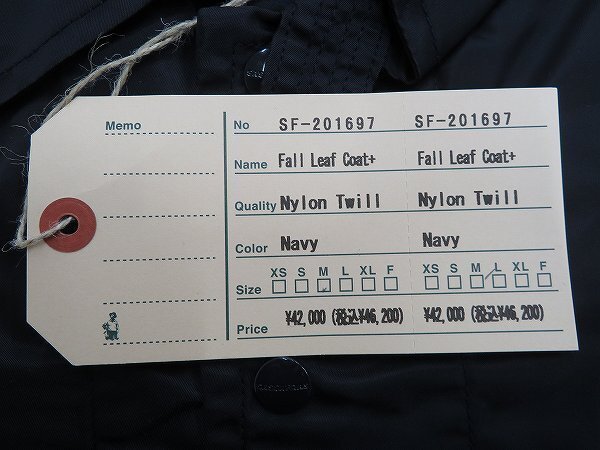 Memo
No SF-201697 SF-201697
Name Fall Leaf Coat+ Fall Leaf Coat+
Quality Nylon Twill Nylon Twill
Color Navy Navy
XS S M L XL F XS S M L XL F
Size
Price ¥42,000 (税込¥46,200) ¥42,000 (税込¥46,200)